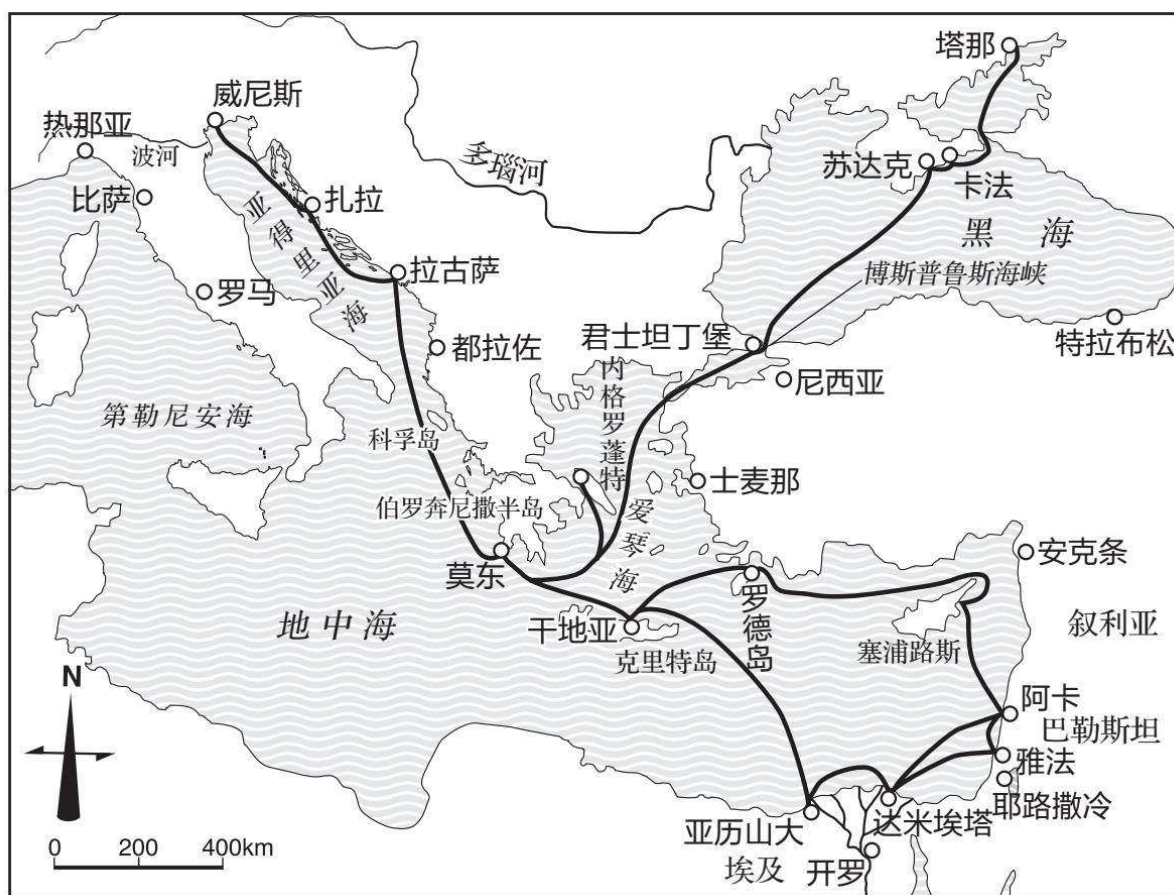 塔那
威尼斯
热那亚
波河
多瑙河
苏达克
卡法
比萨
扎拉
亚得里亚海
黑海
拉古萨
博斯普鲁斯海峡
罗马
君士坦丁堡
特拉布松
都拉佐
内格罗蓬特
尼西亚
第勒尼安海
科孚岛
士麦那
伯罗奔尼撒半岛
爱琴海
莫东
安克条
罗德岛
地中海
干地亚
叙利亚
克里特岛
塞浦路斯
N
阿卡
巴勒斯坦
雅法
耶路撒冷
亚历山大
达米埃塔
埃及
开罗
0 200 400km